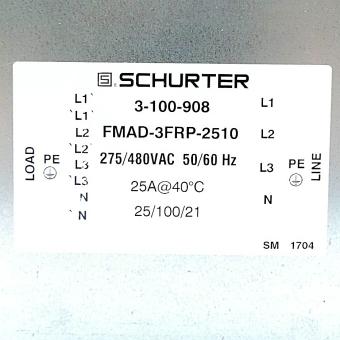 SCHURTER
3-100-908
FMAD-3FRP-2510
275/480VAC 50/60 Hz
25A@40°C
25/100/21
LOAD
PE
L1`
L1`
L2
L2`
L3
L3
N
N
L1
L2
L3
N
PE
LINE
SM 1704